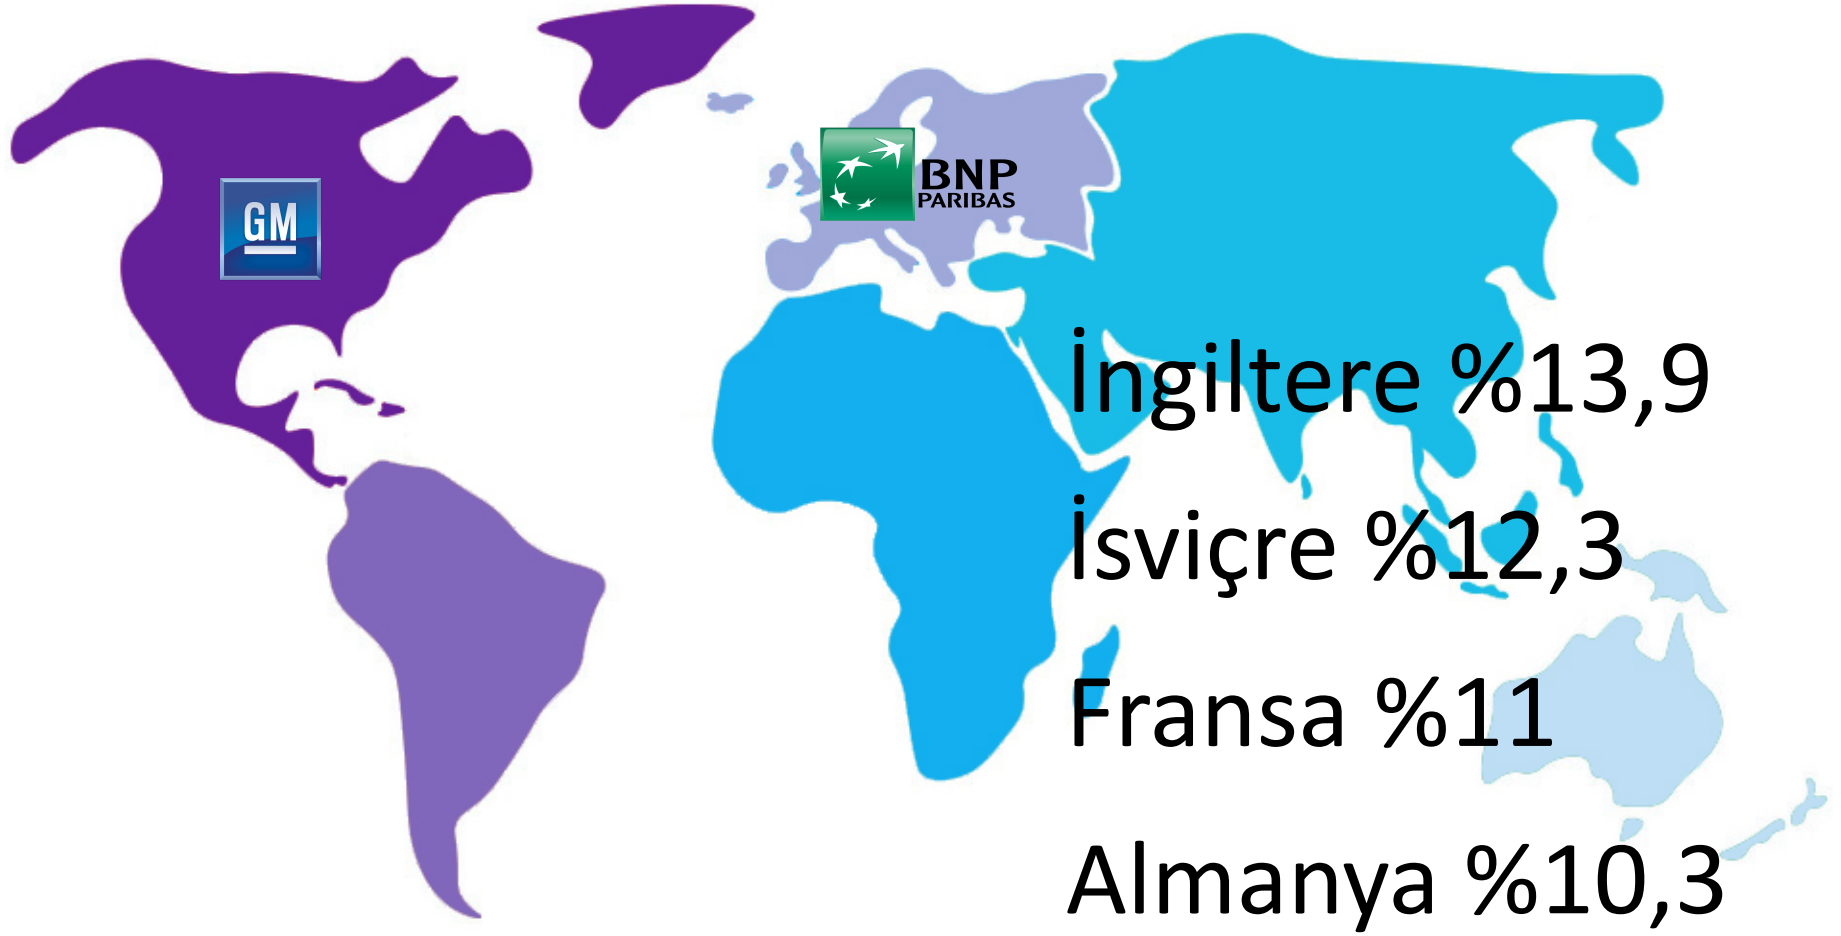 GM
BNP
PARIBAS
İngiltere %13,9
İsviçre %12,3
Fransa %11
Almanya %10,3